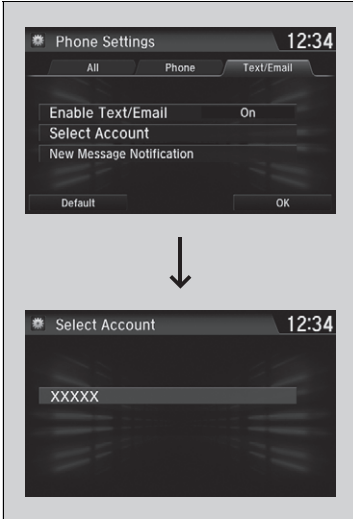 Phone Settings 12:34
All Phone Text/Email
Enable Text/Email On
Select Account
New Message Notification
Default OK
Select Account 12:34
XXXXX